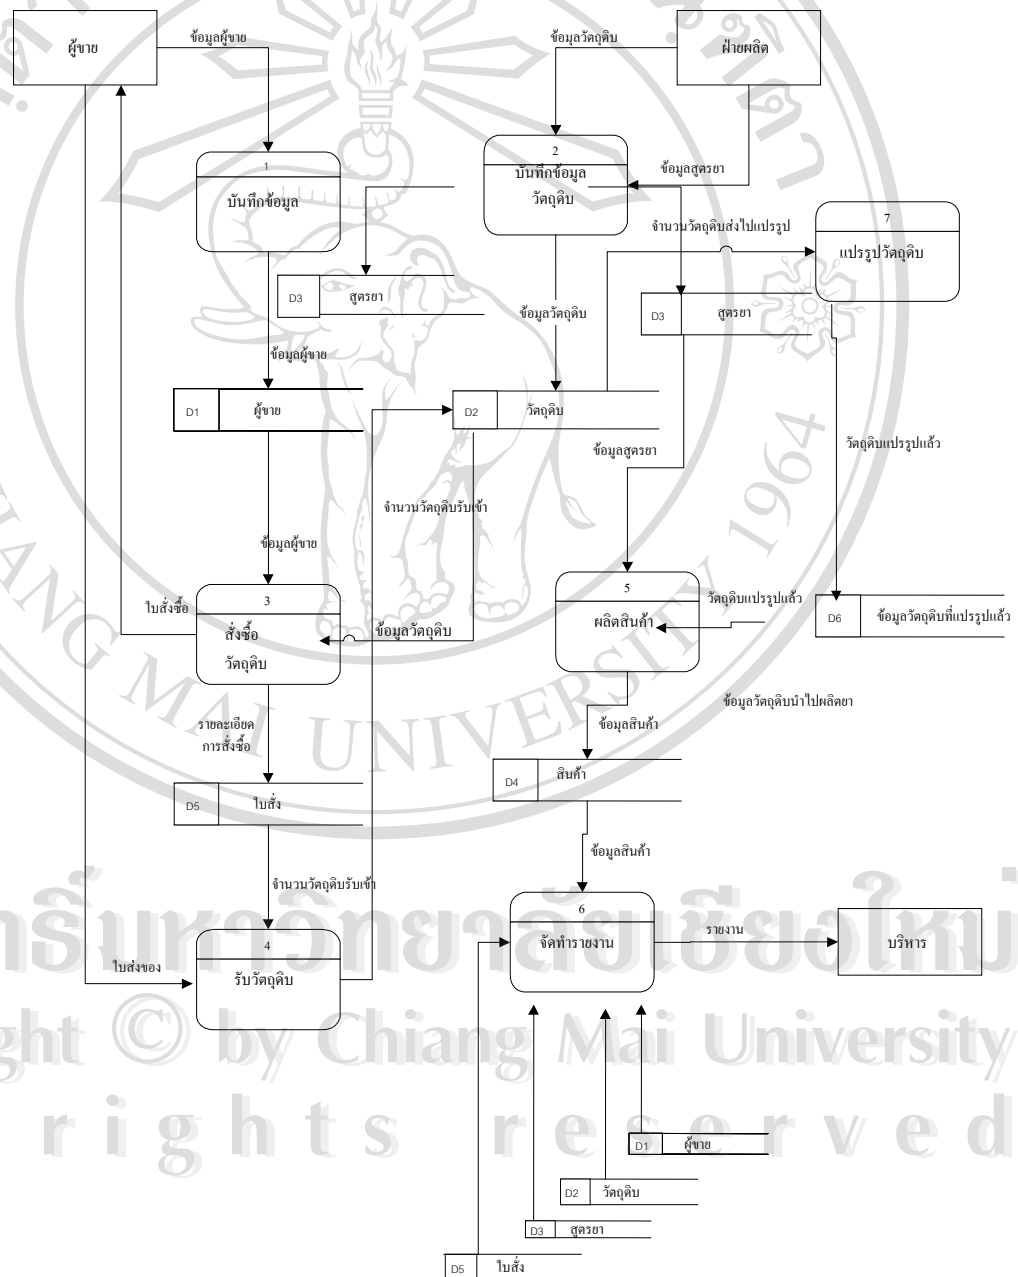 ผู้ขาย
ข้อมูลผู้ขาย
ข้อมุลวัตถุดิบ
ฝ่ายผลิต
1
บันทึกข้อมูล
2
บันทึกข้อมูล
วัตถุดิบ
ข้อมูลสูตรยา
จำนวนวัตถุดิบส่งไปแปรรูป
7
แปรรูปวัตถุดิบ
D3
สูตรยา
ข้อมูลวัตถุดิบ
D3
สูตรยา
ข้อมูลผู้ขาย
D1
ผู้ขาย
D2
วัตถุดิบ
ข้อมูลสูตรยา
วัตถุดิบแปรรูปแล้ว
จำนวนวัตถุดิบรับเข้า
ข้อมูลผู้ขาย
ใบสั่งซื้อ
3
สั่งซื้อ
วัตถุดิบ
ข้อมูลวัตถุดิบ
5
ผลิตสินค้า
วัตถุดิบแปรรูปแล้ว
D6
ข้อมูลวัตถุดิบที่แปรรูปแล้ว
รายละเอียด
การสั่งซื้อ
ข้อมูลสินค้า
ข้อมูลวัตถุดิบนำไปผลิตยา
D5
ใบสั่ง
D4
สินค้า
ข้อมูลสินค้า
จำนวนวัตถุดิบรับเข้า
4
รับวัตถุดิบ
ใบส่งของ
6
จัดทำรายงาน
รายงาน
บริหาร
D1
ผู้ขาย
D2
วัตถุดิบ
D3
สูตรยา
D5
ใบสั่ง
CHIANG MAI UNIVERSITY 1964
ght © by Chiang Mai University
rights reserved